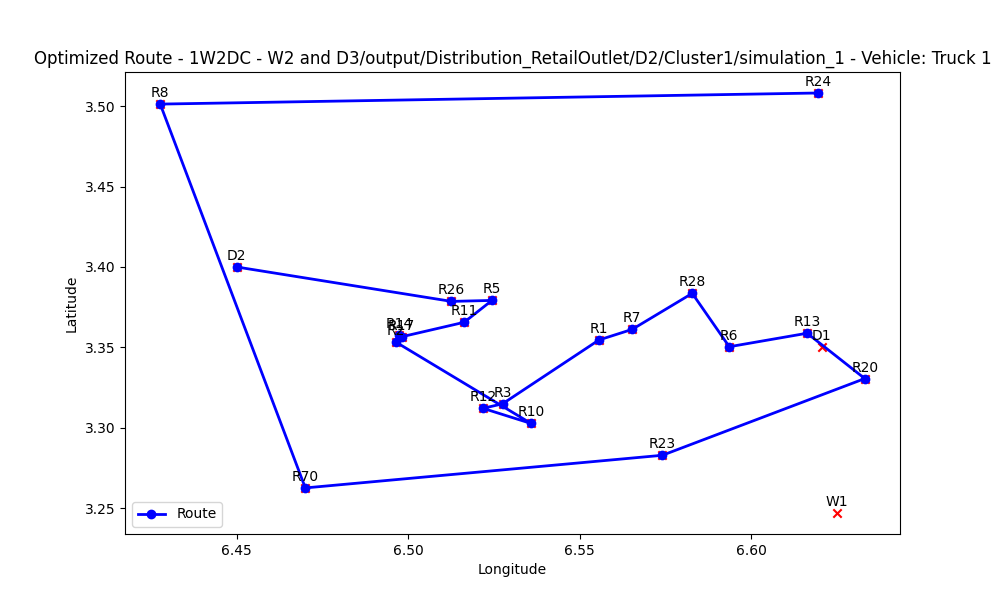 Optimized Route - 1W2DC - W2 and D3/output/Distribution_RetailOutlet/D2/Cluster1/simulation_1 - Vehicle: Truck 1
R24
R8
3.50
3.45
D2
3.40
R26
R5
R28
R11
R14
R17
R1
R7
R6
R13
D1
3.35
R20
R12
R3
R10
3.30
R23
R70
3.25
W1
Route
6.45
6.50
6.55
6.60
Longitude
Latitude